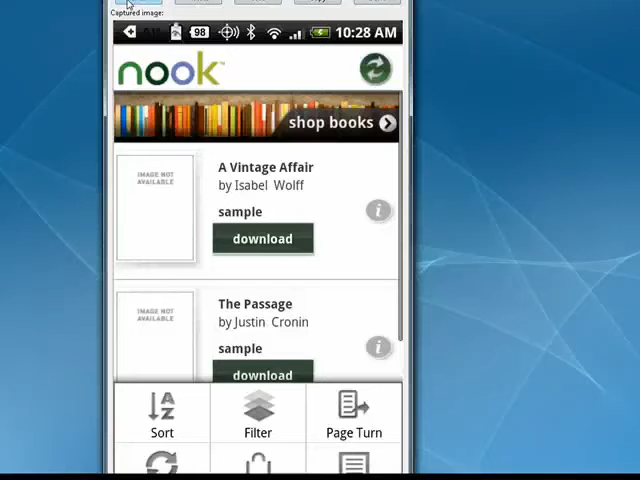 Captured image:
98
10:28 AM
nook™
shop books
A Vintage Affair
by Isabel Wolff
IMAGE NOT
AVAILABLE
sample
download
The Passage
by Justin Cronin
IMAGE NOT
AVAILABLE
sample
download
Sort
Filter
Page Turn